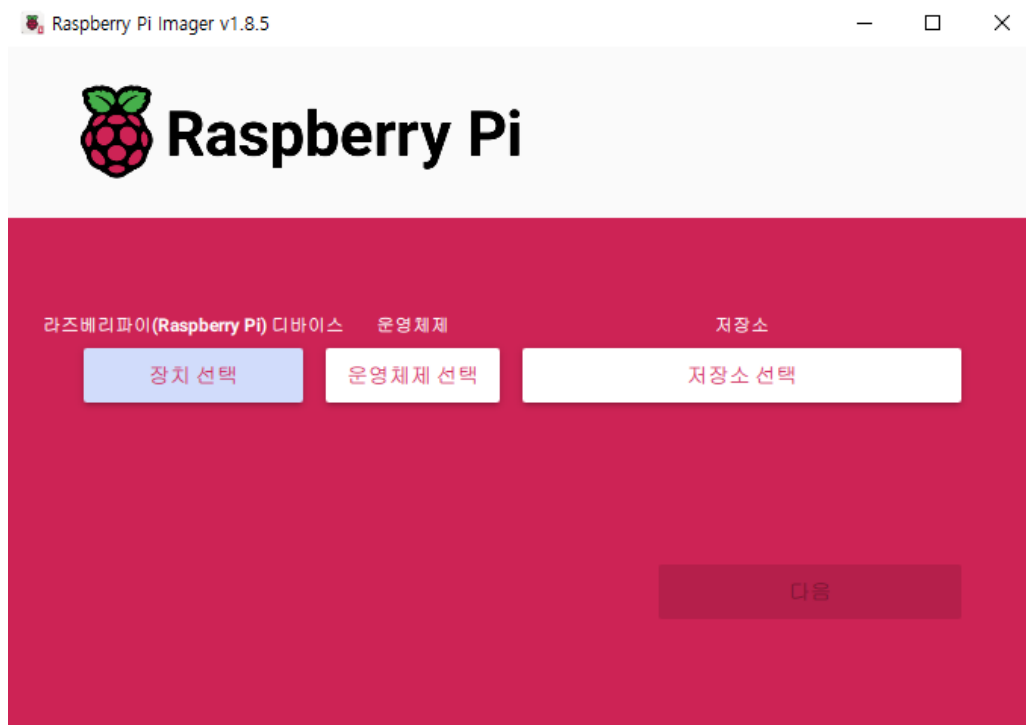 Raspberry Pi Imager v1.8.5
Raspberry Pi
라즈베리파이(Raspberry Pi) 디바이스 운영체제 저장소
장치 선택 운영체제 선택 저장소 선택
다음